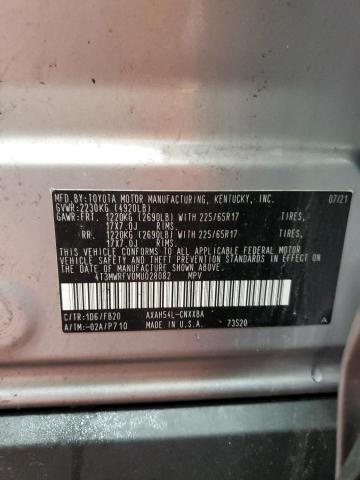 MFD.BY:TOYOTA MOTOR MANUFACTURING, KENTUCKY, INC. 07/21
GVWR:2230KG (4920LB)
GAWR:FRT. 1220KG (2690LB) WITH 225/65R17 TIRES,
17X7.0J RIMS.
RR. 1220KG (2690LB) WITH 225/65R17 TIRES,
17X7.0J RIMS.
THIS VEHICLE CONFORMS TO ALL APPLICABLE FEDERAL MOTOR
VEHICLE SAFETY, BUMPER, AND THEFT PREVENTION STANDARDS IN
EFFECT ON THE DATE OF MANUFACTURE SHOWN ABOVE.
4T3MWRFV0MU028082 MPV
C/TR:1D6/FB20 AXAH54L-CNXXBA
A/TM:-02A/P710 73S20